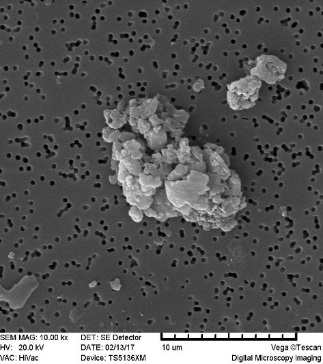 SEM MAG: 10.00 kx DET: SE Detector
HV: 20.0 kV DATE: 02/13/17 10 um Vega ©Tescan
VAC: HiVac Device: TS5136XM Digital Microscopy Imaging